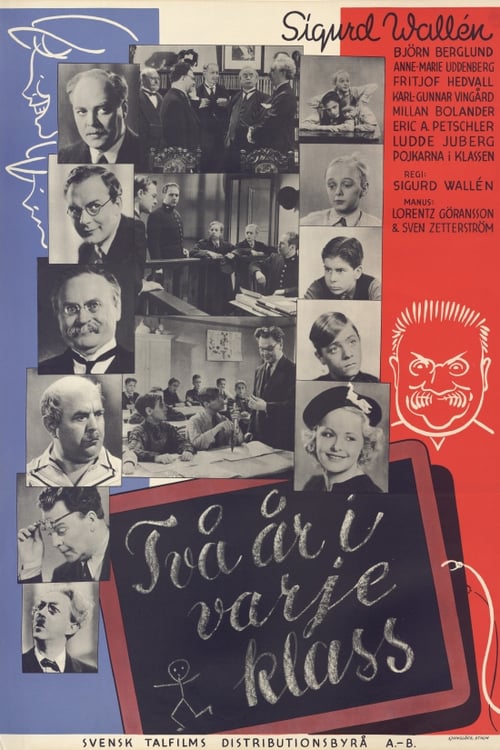 Sigurd Wallén
BJÖRN BERGLUND
ANNE-MARIE UDDENBERG
FRITJOF HEDVALL
KARL-GUNNAR VINGÅRD
MILLAN BOLANDER
ERIC A. PETSCHLER
LUDDE JUBERG
POJKARNA I KLASSEN
REGI:
SIGURD WALLÉN
MANUS:
LORENTZ GÖRANSSON
& SVEN ZETTERSTRÖM
Två år i
varje
klass
SVENSK TALFILMS DISTRIBUTIONSBYRÅ A.-B.